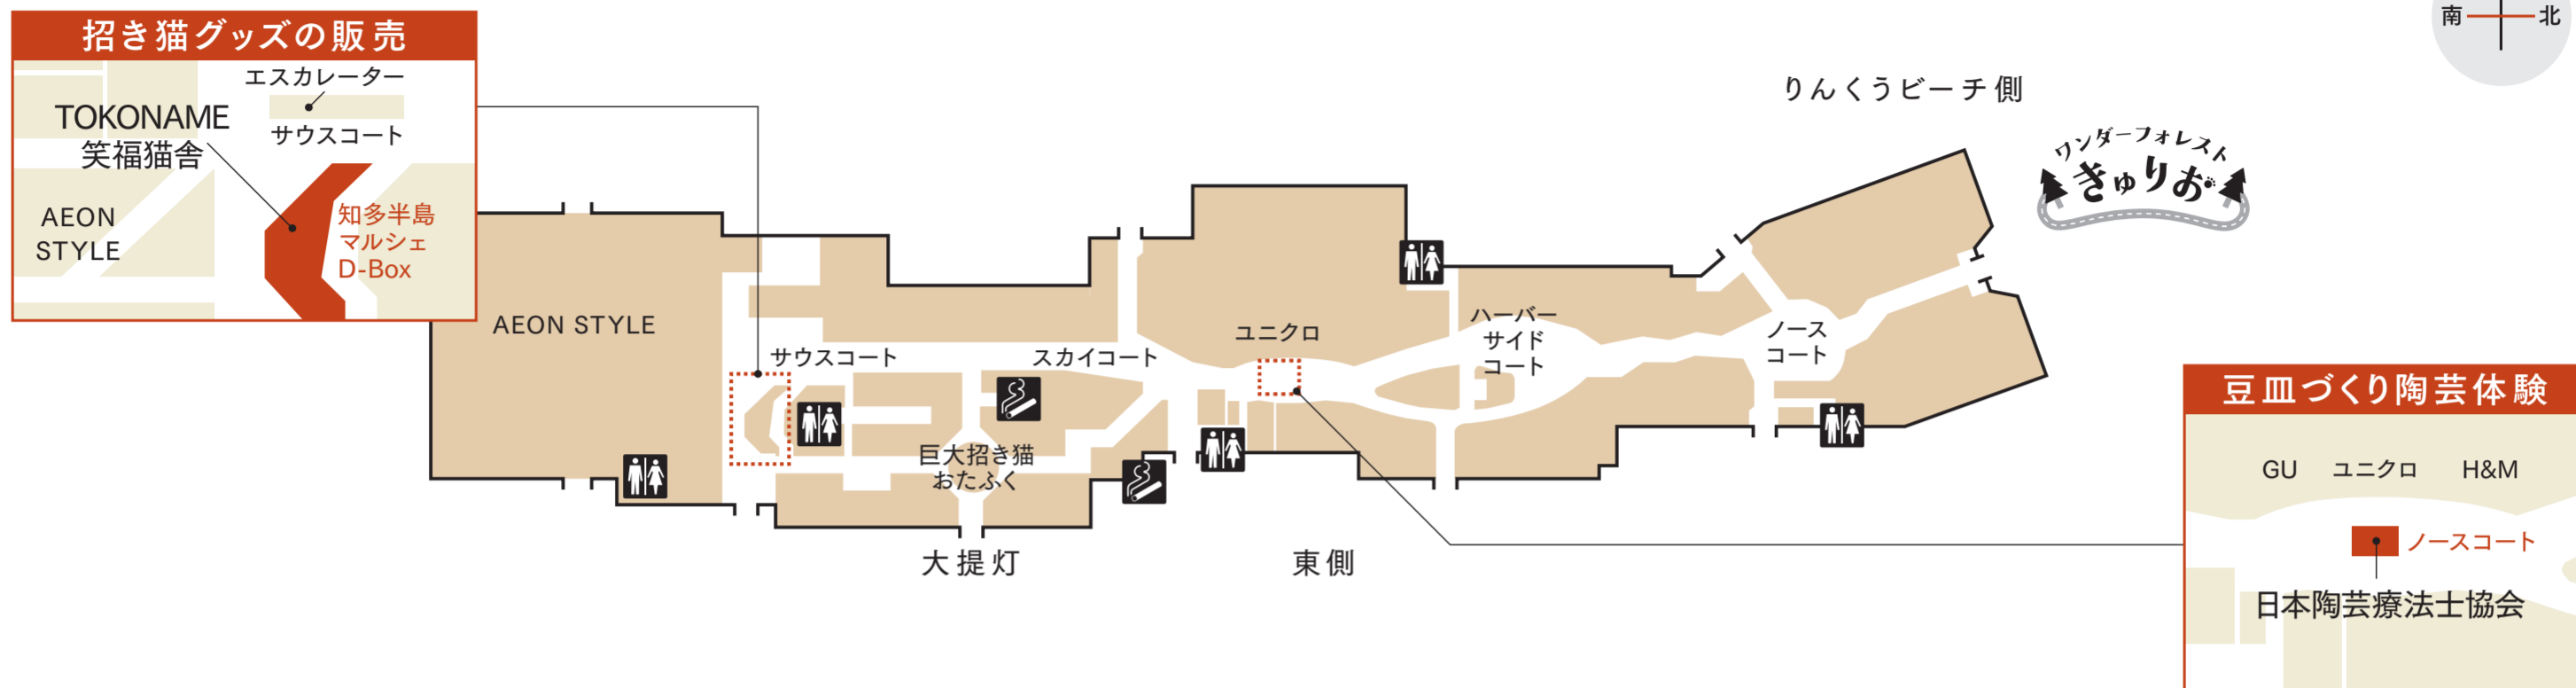 招き猫グッズの販売
エスカレーター
TOKONAME
笑福猫舎
サウスコート
AEON
STYLE
知多半島
マルシェ
D-Box
南
北
りんくうビーチ側
ワンダーフォレスト
きゅりお
AEON STYLE
サウスコート
スカイコート
ユニクロ
ハーバー
サイド
コート
ノース
コート
巨大招き猫
おたふく
大提灯
東側
豆皿づくり陶芸体験
GU
ユニクロ
H&M
ノースコート
日本陶芸療法士協会